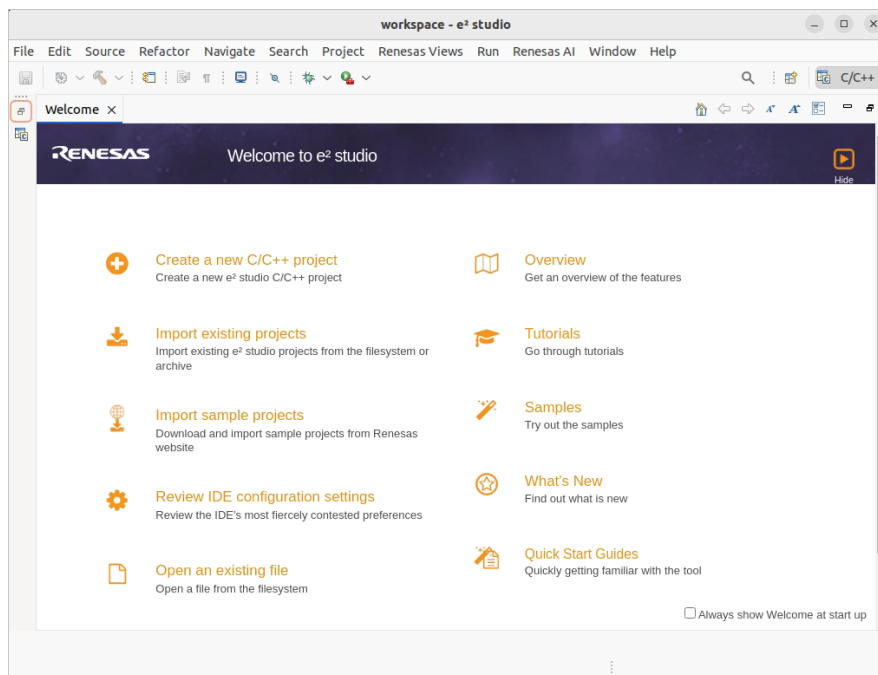 workspace - e² studio
File Edit Source Refactor Navigate Search Project Renesas Views Run Renesas AI Window Help
C/C++
Welcome
RENESAS
Welcome to e² studio
Hide
Create a new C/C++ project
Create a new e² studio C/C++ project
Import existing projects
Import existing e² studio projects from the filesystem or
archive
Import sample projects
Download and import sample projects from Renesas
website
Review IDE configuration settings
Review the IDE's most fiercely contested preferences
Open an existing file
Open a file from the filesystem
Overview
Get an overview of the features
Tutorials
Go through tutorials
Samples
Try out the samples
What's New
Find out what is new
Quick Start Guides
Quickly getting familiar with the tool
Always show Welcome at start up